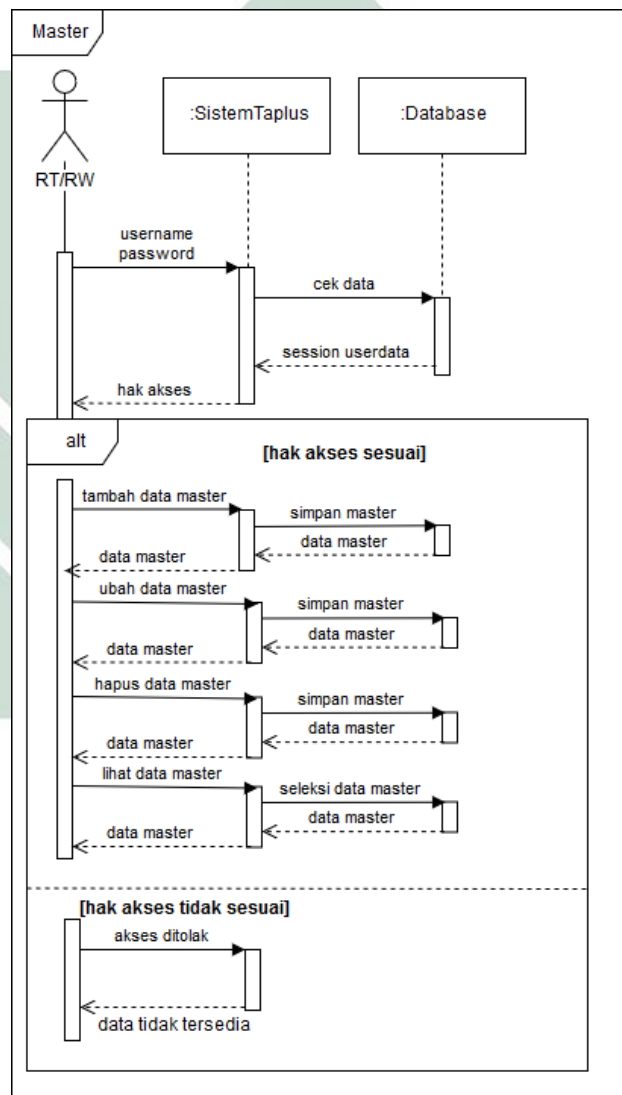 Master
:SistemTaplus
:Database
RT/RW
username
password
cek data
session userdata
hak akses
alt
[hak akses sesuai]
tambah data master
simpan master
data master
data master
ubah data master
simpan master
data master
data master
hapus data master
simpan master
data master
data master
lihat data master
seleksi data master
data master
data master
[hak akses tidak sesuai]
akses ditolak
data tidak tersedia